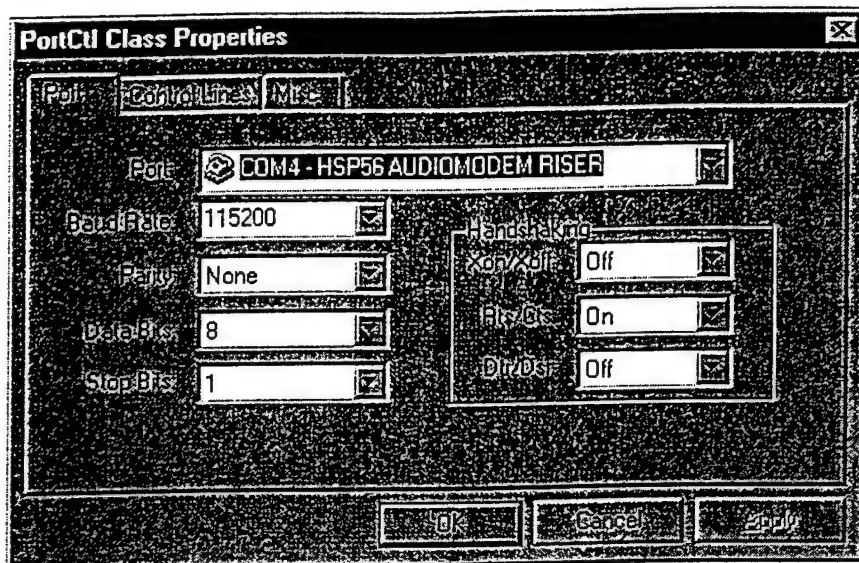 PortCtl Class Properties
Port Control Lines Misc
Port: COM4 - HSP56 AUDIOMODEM RISER
Baud Rate: 115200
Handshaking
Parity: None
Xon/Xoff: Off
Data Bits: 8
Rts/Cts: On
Stop Bits: 1
Dtr/Dsr: Off
OK Cancel Apply